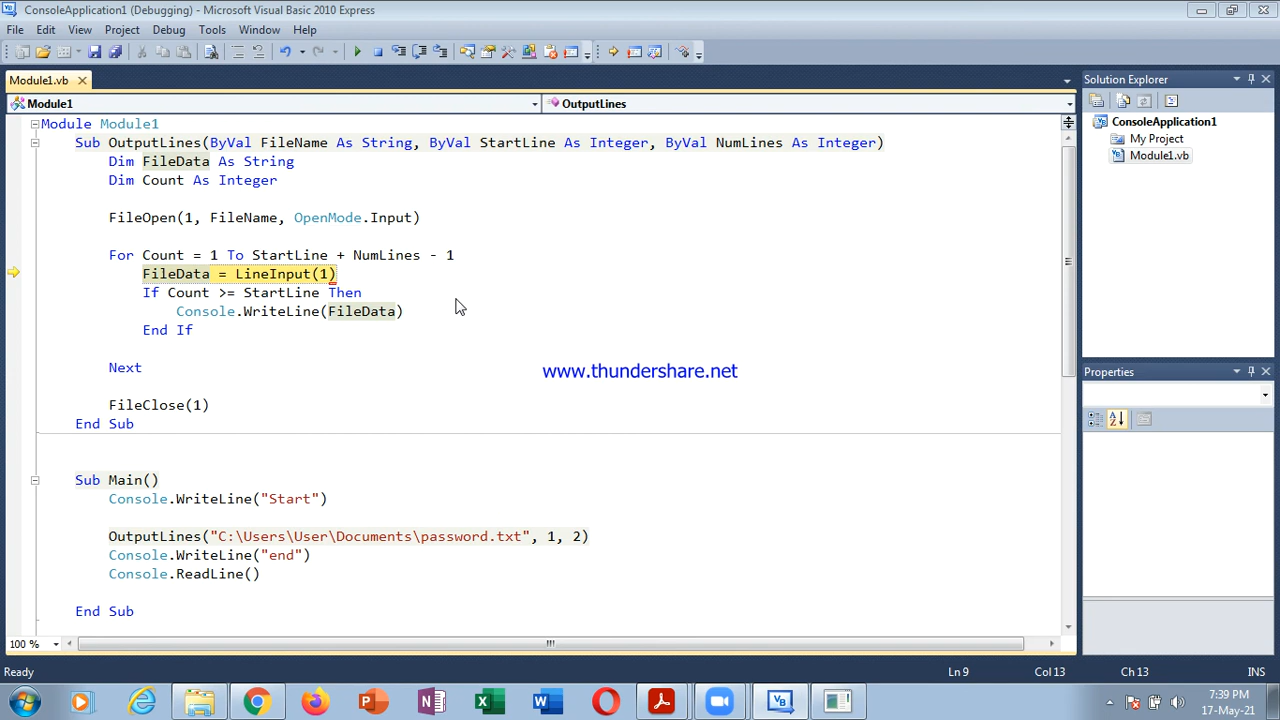 ConsoleApplication1 (Debugging) - Microsoft Visual Basic 2010 Express
File Edit View Project Debug Tools Window Help
Module1.vb
Module1
OutputLines
Module Module1
Sub OutputLines(ByVal FileName As String, ByVal StartLine As Integer, ByVal NumLines As Integer)
Dim FileData As String
Dim Count As Integer
FileOpen(1, FileName, OpenMode.Input)
For Count = 1 To StartLine + NumLines - 1
FileData = LineInput(1)
If Count >= StartLine Then
Console.WriteLine(FileData)
End If
Next
FileClose(1)
End Sub
Sub Main()
Console.WriteLine("Start")
OutputLines("C:\Users\User\Documents\password.txt", 1, 2)
Console.WriteLine("end")
Console.ReadLine()
End Sub
www.thundershare.net
100 %
Solution Explorer
ConsoleApplication1
My Project
Module1.vb
Properties
Ready
Ln 9 Col 13 Ch 13 INS
7:39 PM
17-May-21